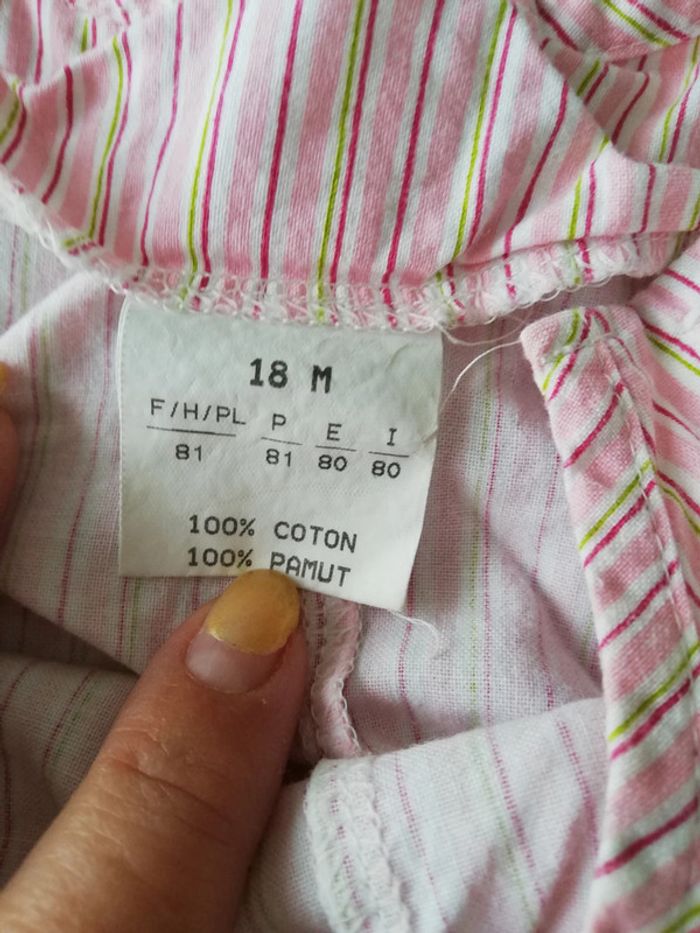 18 M
F/H/PL P E I
81 81 80 80
100% COTON
100% PAMUT